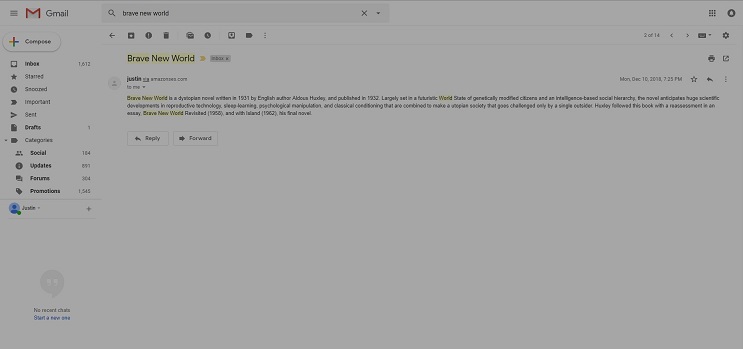 Gmail
brave new world
Compose
3 of 14
Inbox 1,612
Starred
Snoozed
Important
Sent
Drafts 1
Categories
Social 184
Updates 891
Forums
Promotions 1,545
Justin
No recent chats
Start a new one
Brave New World Inbox x
justin via amazonses.com
Mon, Dec 10, 2018, 7:25 PM
to me
Brave New World is a dystopian novel written in 1931 by English author Aldous Huxley, and published in 1932. Largely set in a futuristic World State of genetically modified citizens and an intelligence-based social hierarchy, the novel anticipates huge scientific
developments in reproductive technology, sleep-learning, psychological manipulation, and classical conditioning that are combined to make a utopian society that goes challenged only by a single outsider. Huxley followed this book with a reassessment in an
essay, Brave New World Revisited (1958), and with Island (1962), his final novel.
Reply Forward